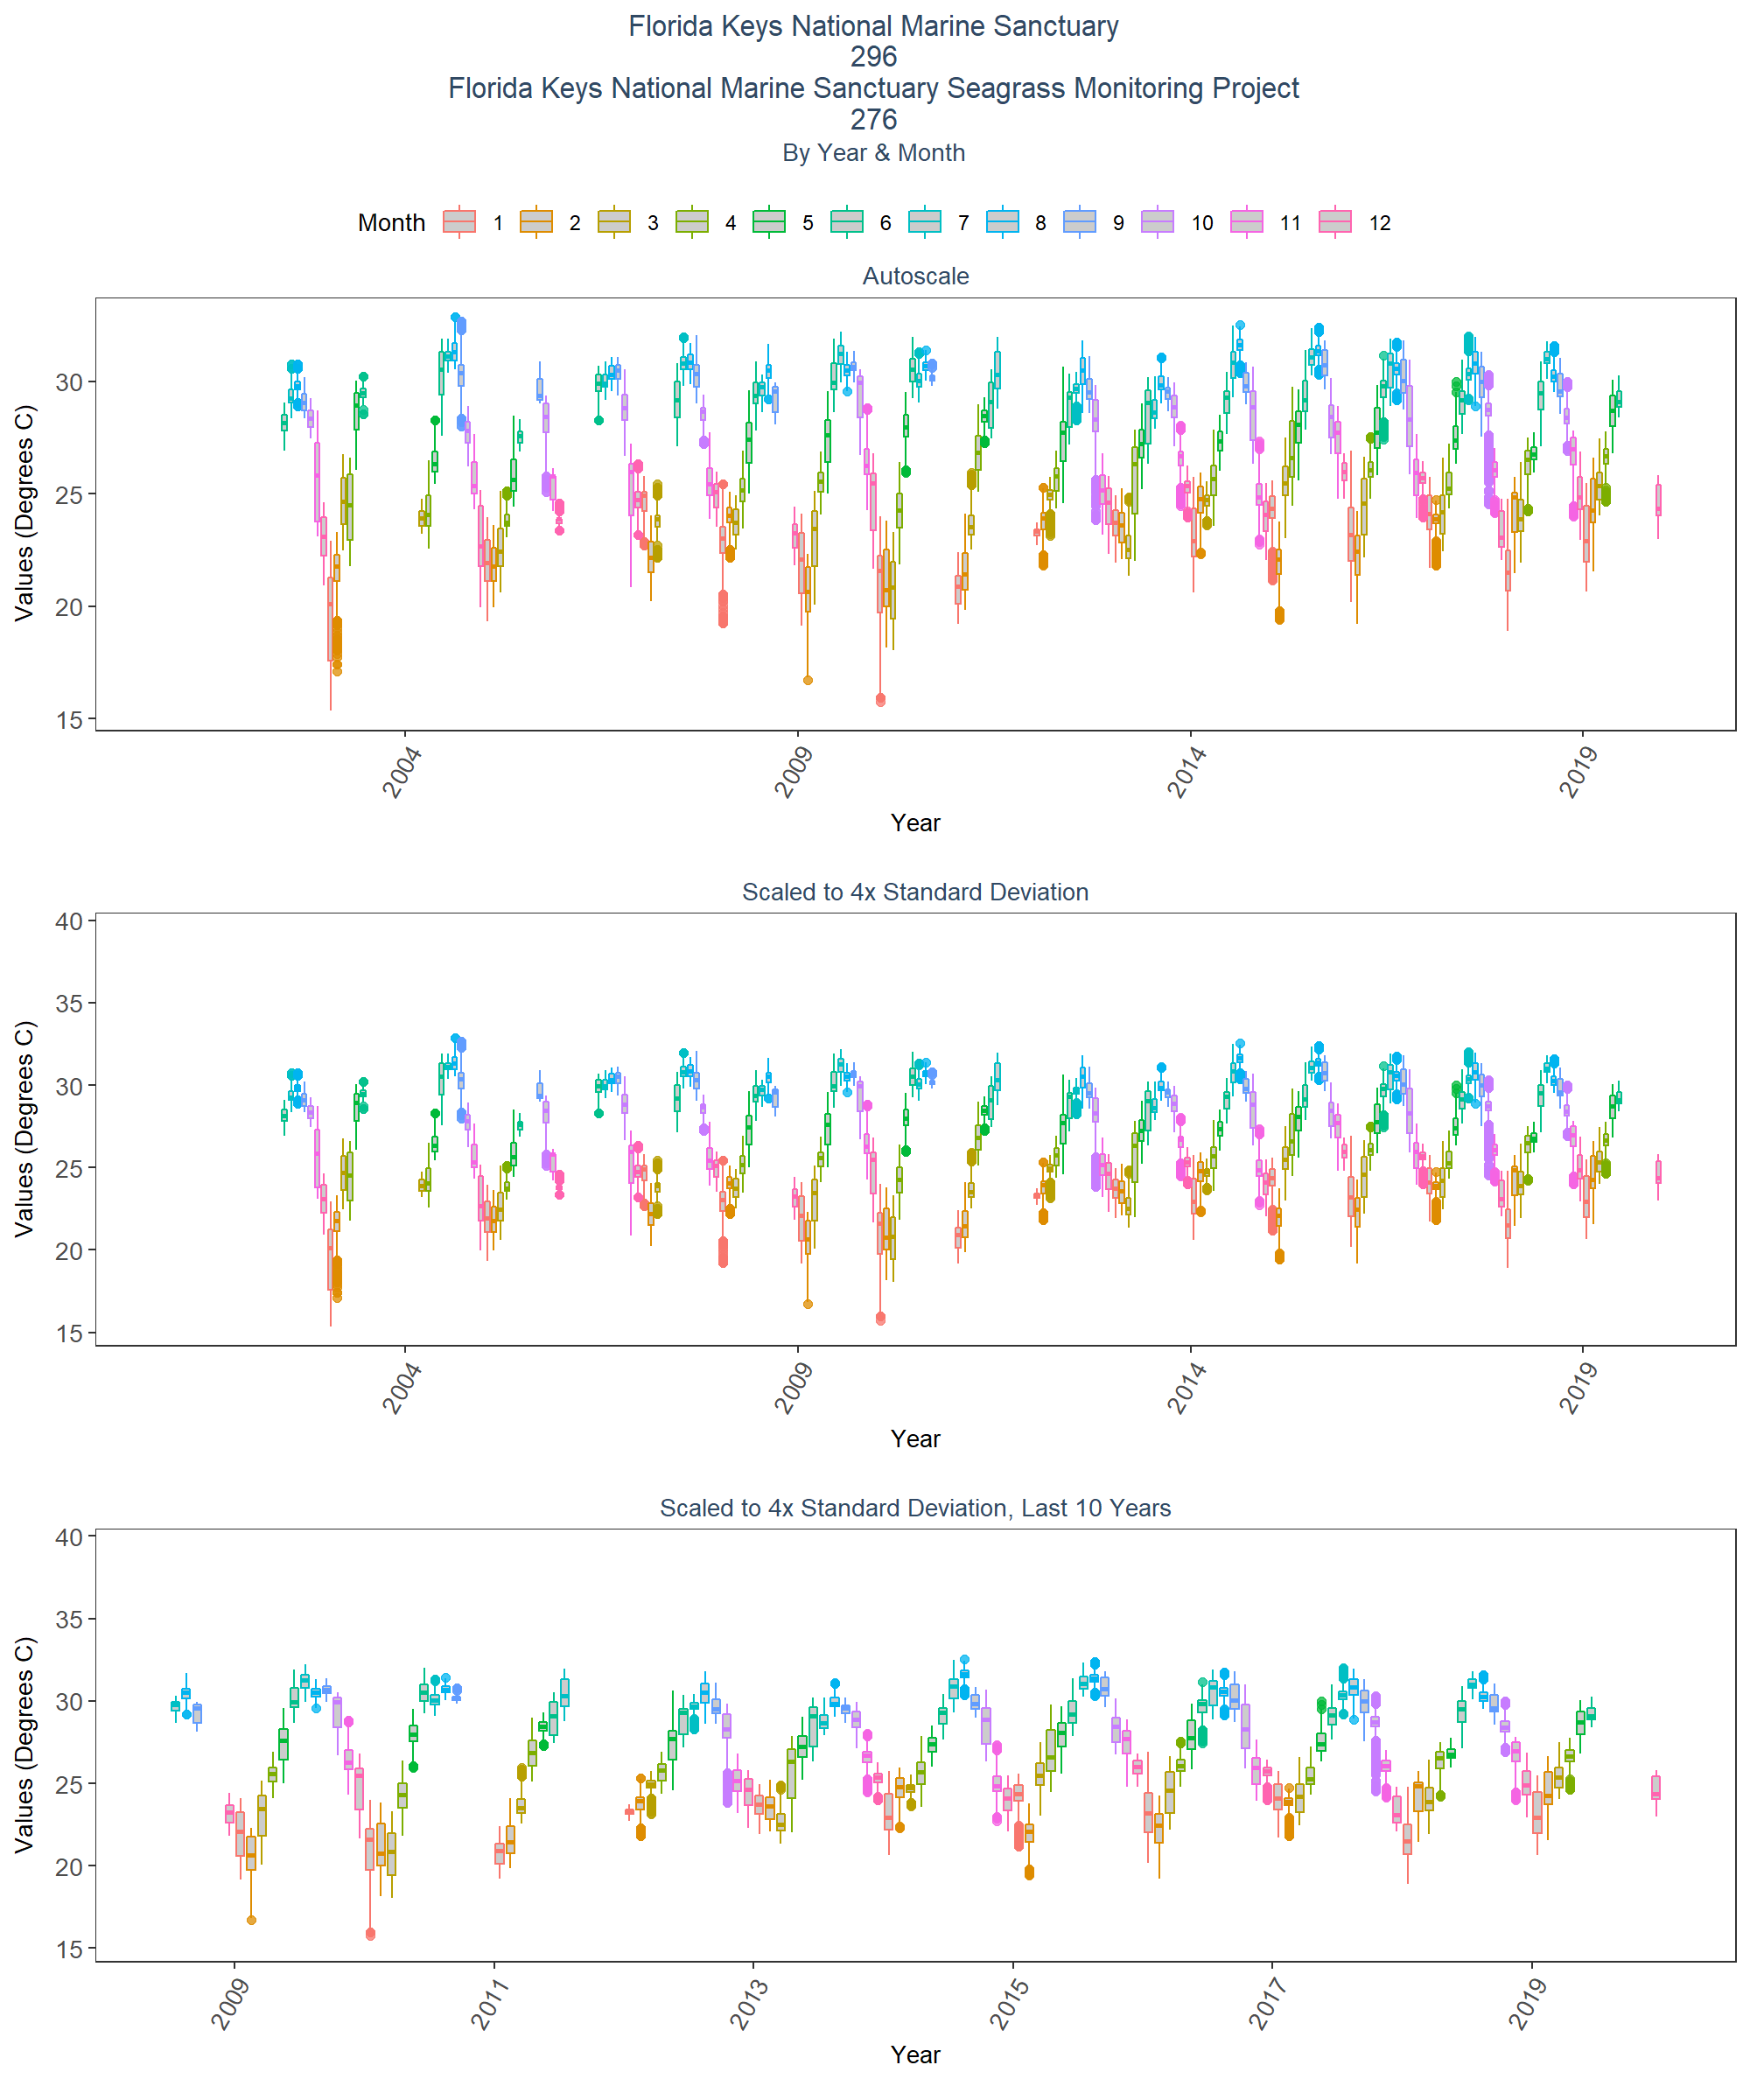 Florida Keys National Marine Sanctuary
296
Florida Keys National Marine Sanctuary Seagrass Monitoring Project
276
By Year & Month
Month 1 2 3 4 5 6 7 8 9 10 11 12
Autoscale
Values (Degrees C)
30
25
20
15
2004 2009 2014 2019
Year
Scaled to 4x Standard Deviation
Values (Degrees C)
40
35
30
25
20
15
2004 2009 2014 2019
Year
Scaled to 4x Standard Deviation, Last 10 Years
Values (Degrees C)
40
35
30
25
20
15
2009 2011 2013 2015 2017 2019
Year